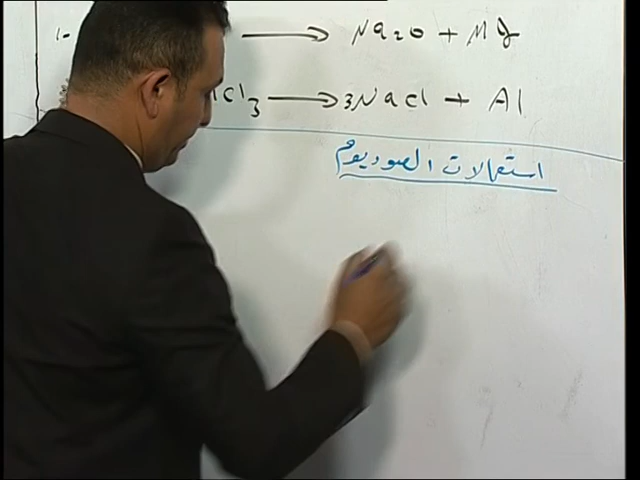 1- → Na2O + Mg
Cl3 → 3NaCl + Al
استعمالات الصوديوم